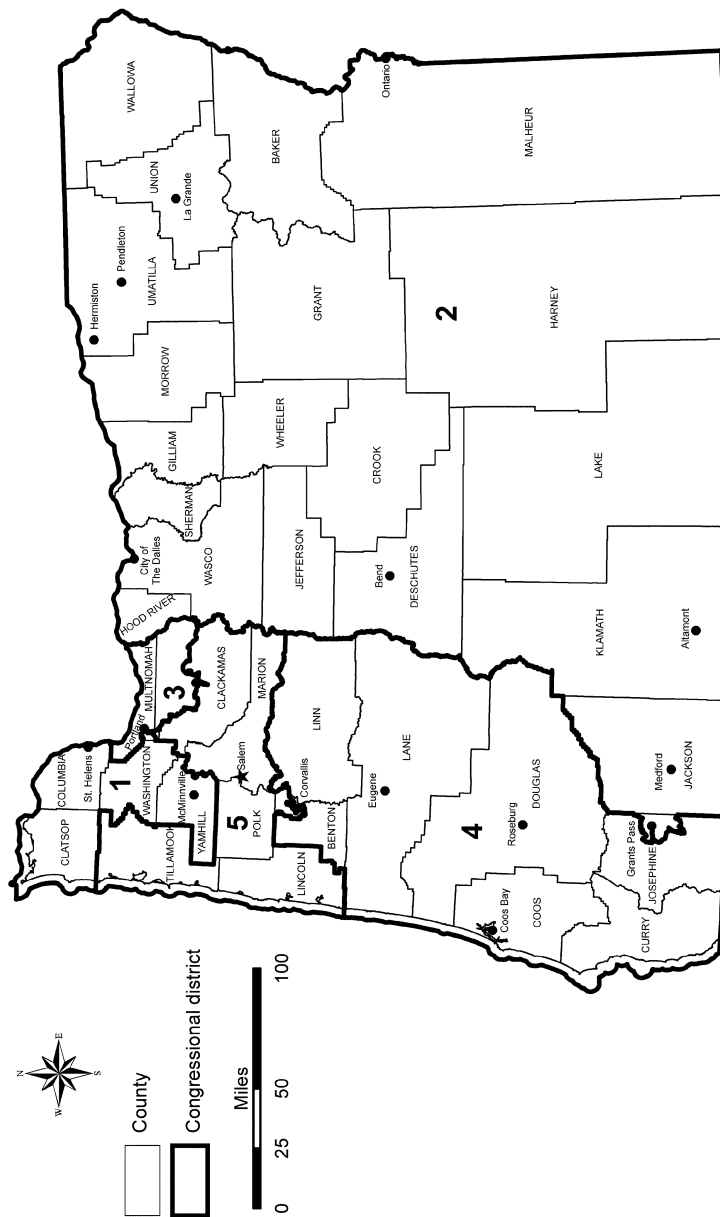 N
W
E
S
County
Congressional district
Miles
0
25
50
100
CLATSOP
COLUMBIA
St. Helens
TILLAMOOK
WASHINGTON
1
Portland
MULTNOMAH
3
HOOD RIVER
City of
The Dalles
SHERMAN
GILLIAM
MORROW
Hermiston
Pendleton
UMATILLA
UNION
La Grande
WALLOWA
YAMHILL
McMinnville
CLACKAMAS
WASCO
WHEELER
GRANT
BAKER
LINCOLN
POLK
5
Salem
MARION
JEFFERSON
BENTON
Corvallis
LINN
CROOK
Bend
DESCHUTES
Ontario
MALHEUR
HARNEY
2
LANE
Eugene
4
DOUGLAS
Roseburg
Coos Bay
COOS
KLAMATH
LAKE
CURRY
JOSEPHINE
Grants Pass
Medford
JACKSON
Altamont